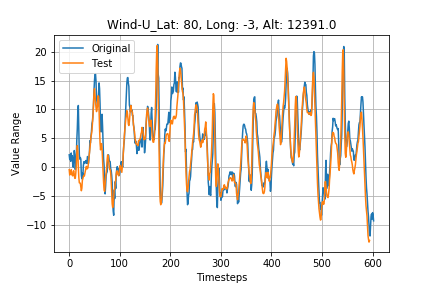 Wind-U_Lat: 80, Long: -3, Alt: 12391.0
Original
Test
Value Range
20
15
10
5
0
−5
−10
0 100 200 300 400 500 600
Timesteps